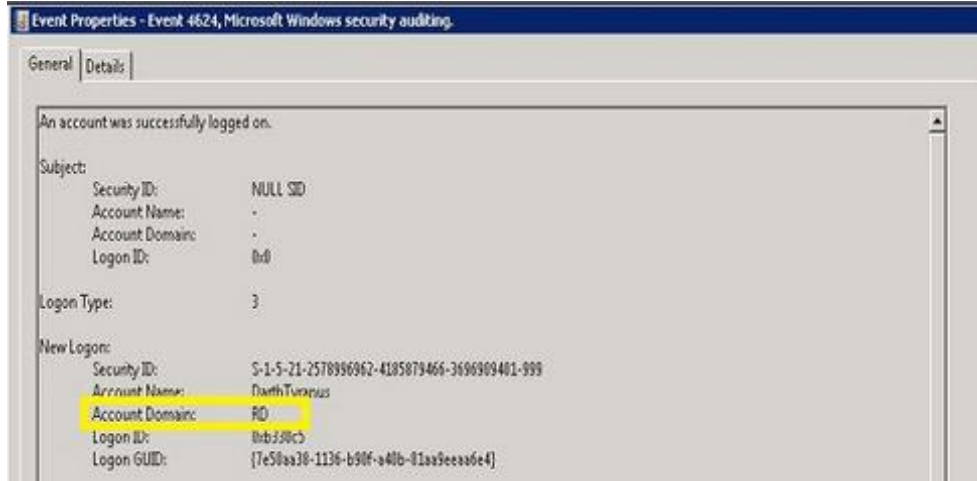 Event Properties - Event 4624, Microsoft Windows security auditing.
General Details
An account was successfully logged on.
Subject:
Security ID: NULL SID
Account Name: -
Account Domain: -
Logon ID: 0x0
Logon Type: 3
New Logon:
Security ID: S-1-5-21-2578996962-4185879466-3696909401-999
Account Name: DarthTyranus
Account Domain: RD
Logon ID: 0xb330c5
Logon GUID: {7e50aa38-1136-b90f-a40b-81aa9eeaa6e4}